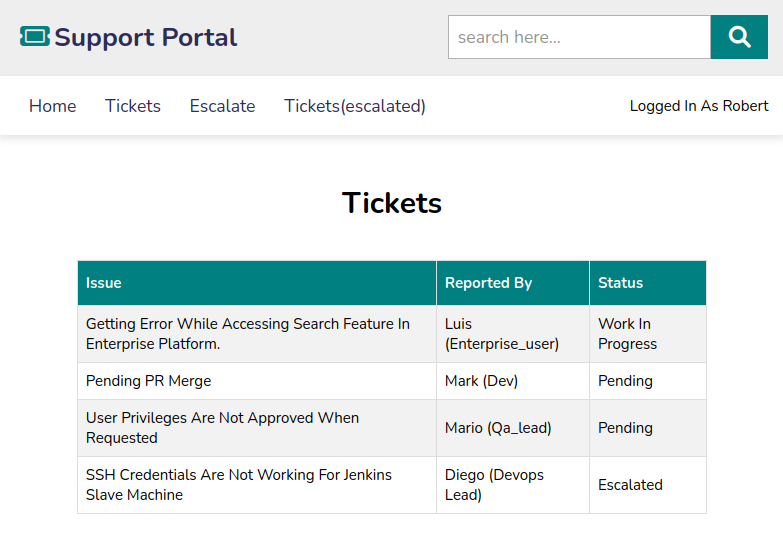 Support Portal
search here...
Home Tickets Escalate Tickets(escalated) Logged In As Robert
Tickets
Issue Reported By Status
Getting Error While Accessing Search Feature In
Enterprise Platform.
Luis
(Enterprise_user)
Work In
Progress
Pending PR Merge Mark (Dev) Pending
User Privileges Are Not Approved When
Requested
Mario (Qa_lead)
Pending
SSH Credentials Are Not Working For Jenkins
Slave Machine
Diego (Devops
Lead)
Escalated